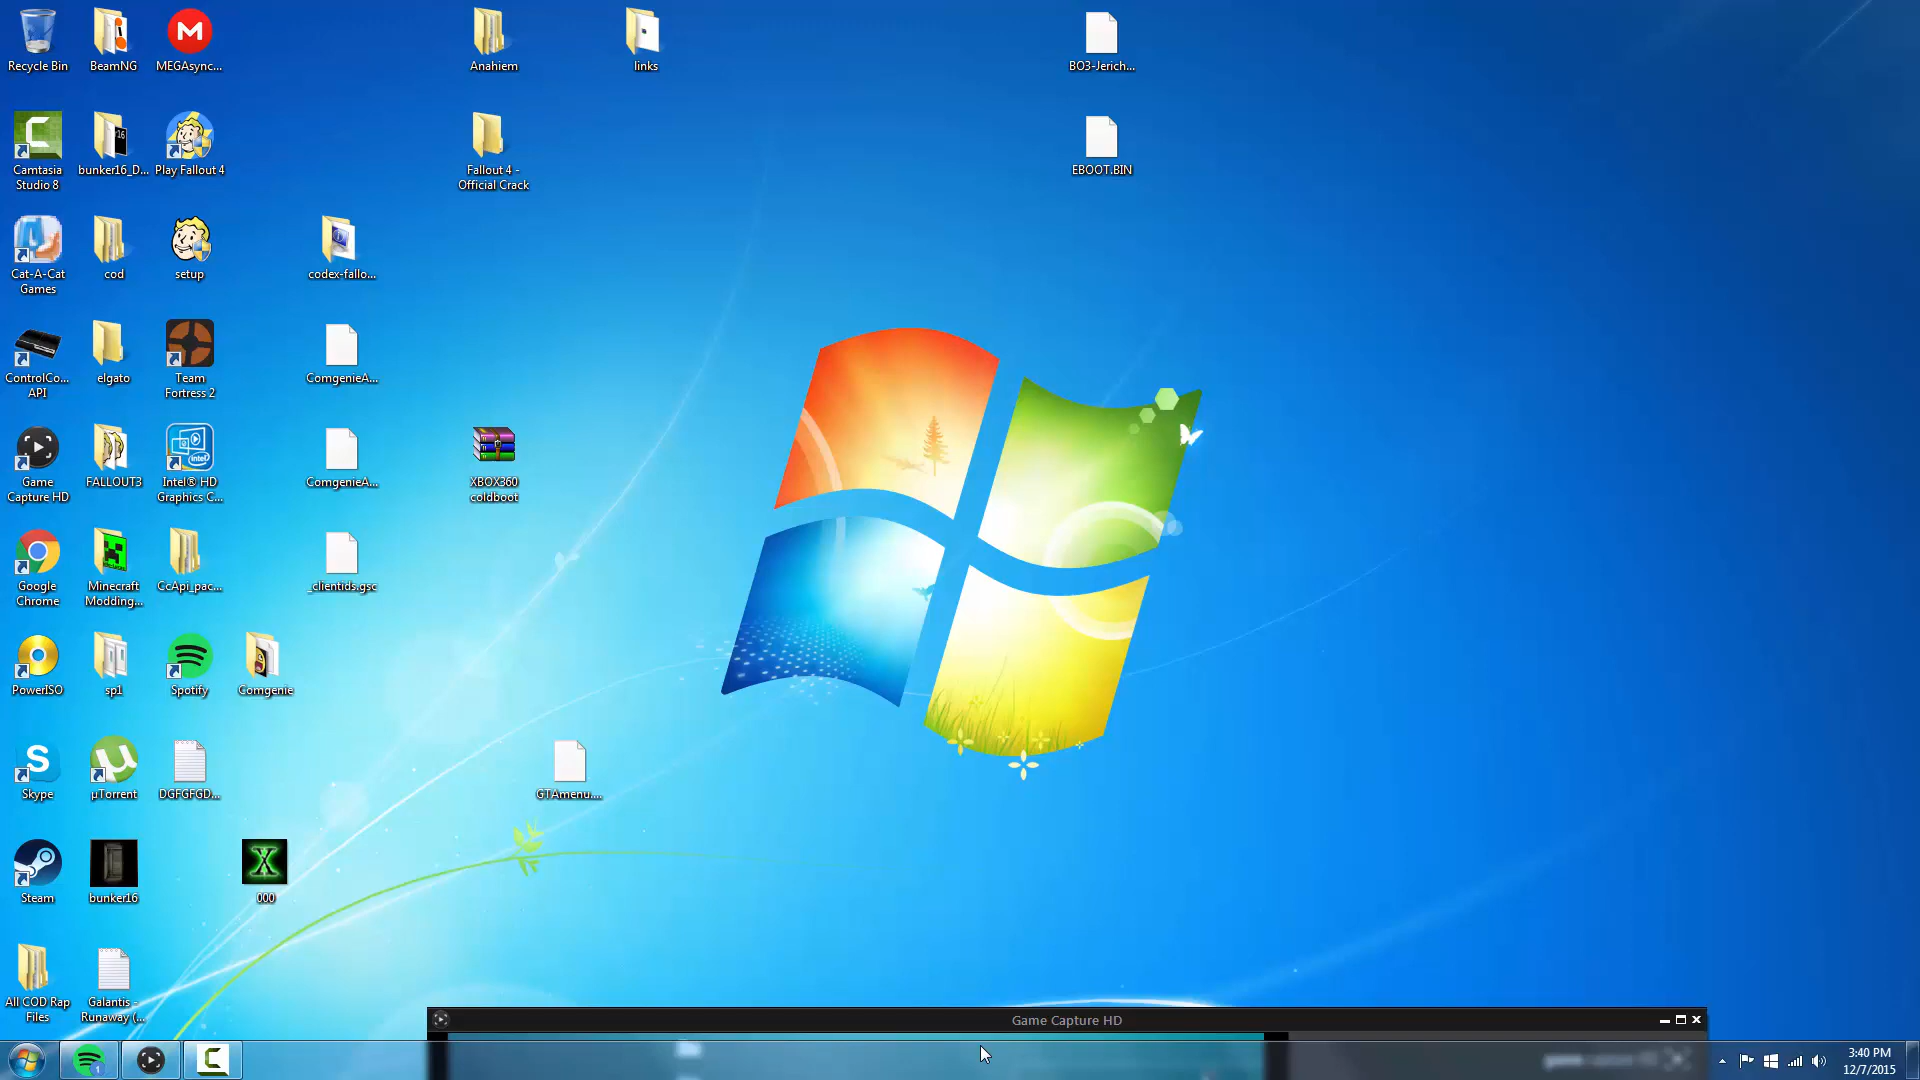 Recycle Bin
BeamNG
MEGAsync...
Anahiem
links
BO3-Jerich...
Camtasia
Studio 8
bunker16_D...
Play Fallout 4
Fallout 4 -
Official Crack
EBOOT.BIN
Cat-A-Cat
Games
cod
setup
codex-fallo...
ControlCo...
API
elgato
Team
Fortress 2
ComgenieA...
Game
Capture HD
FALLOUT3
Intel® HD
Graphics C...
ComgenieA...
XBOX360
coldboot
Google
Chrome
Minecraft
Modding...
CcApi_pac...
_clientids.gsc
PowerISO
sp1
Spotify
Comgenie
Skype
µTorrent
DGFGFGD...
GTAmenu....
Steam
bunker16
000
All COD Rap
Files
Galantis -
Runaway (...
Game Capture HD
3:40 PM
12/7/2015